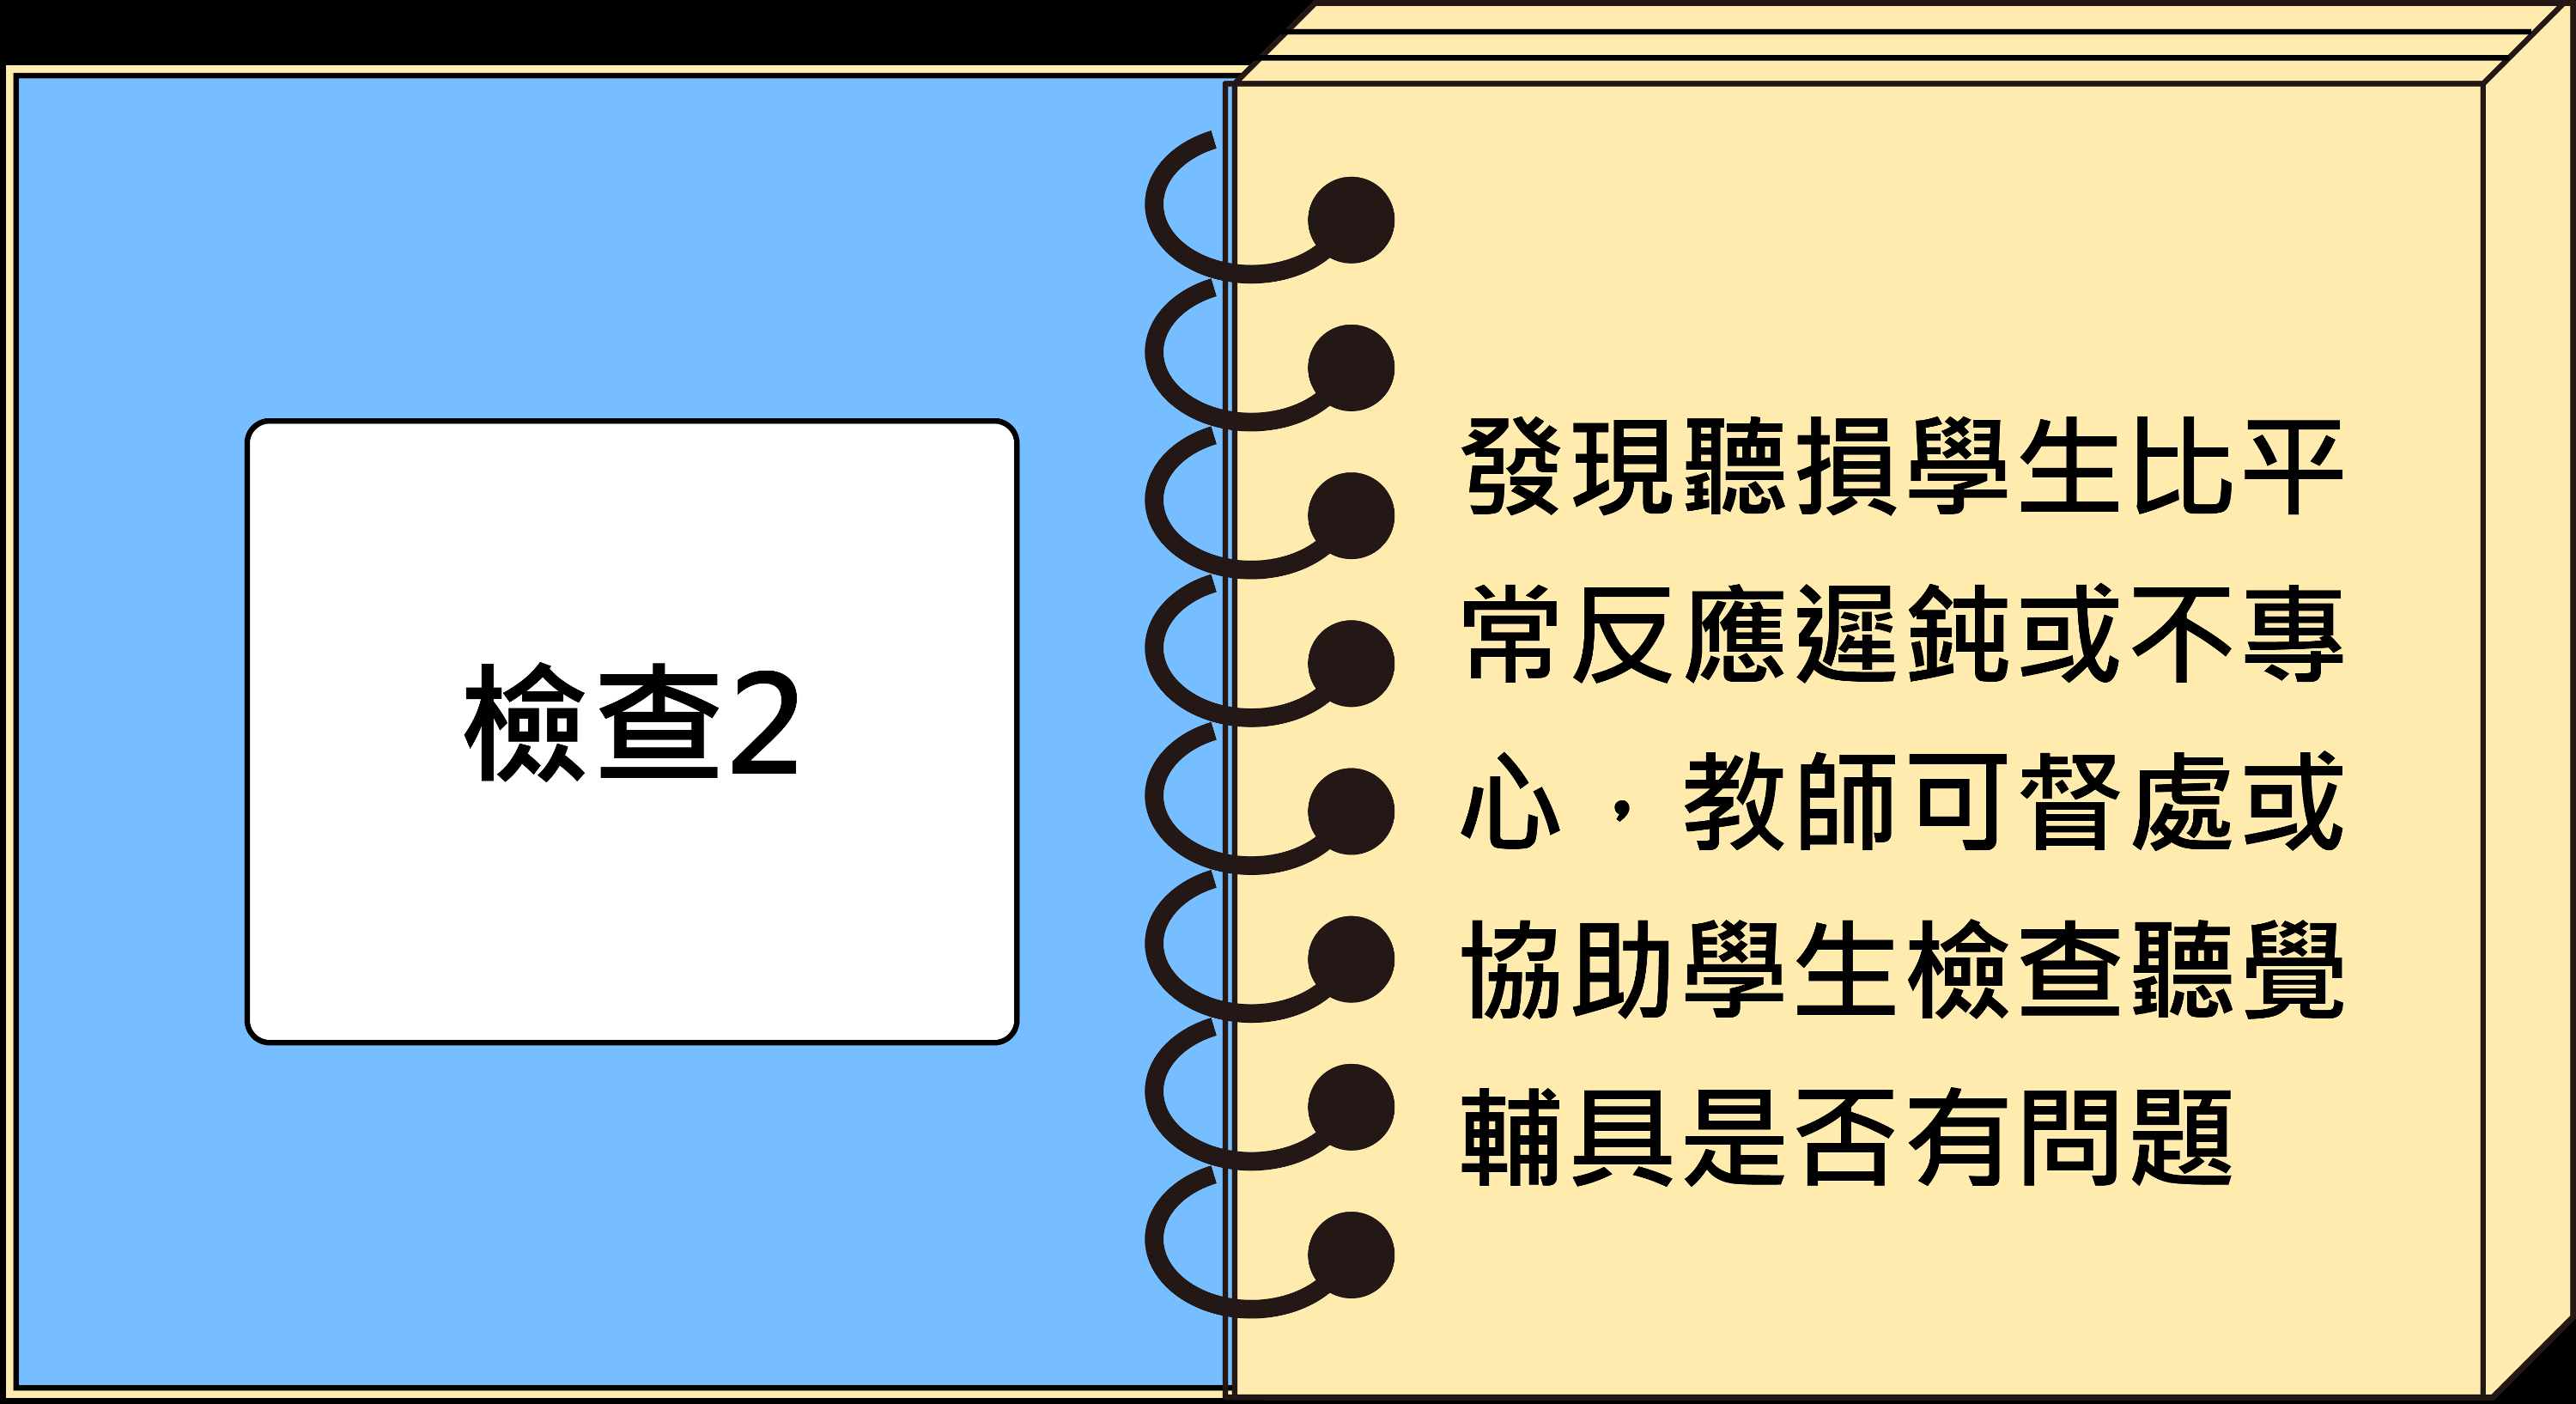 檢查2
發現聽損學生比平
常反應遲鈍或不專
心，教師可督處或
協助學生檢查聽覺
輔具是否有問題